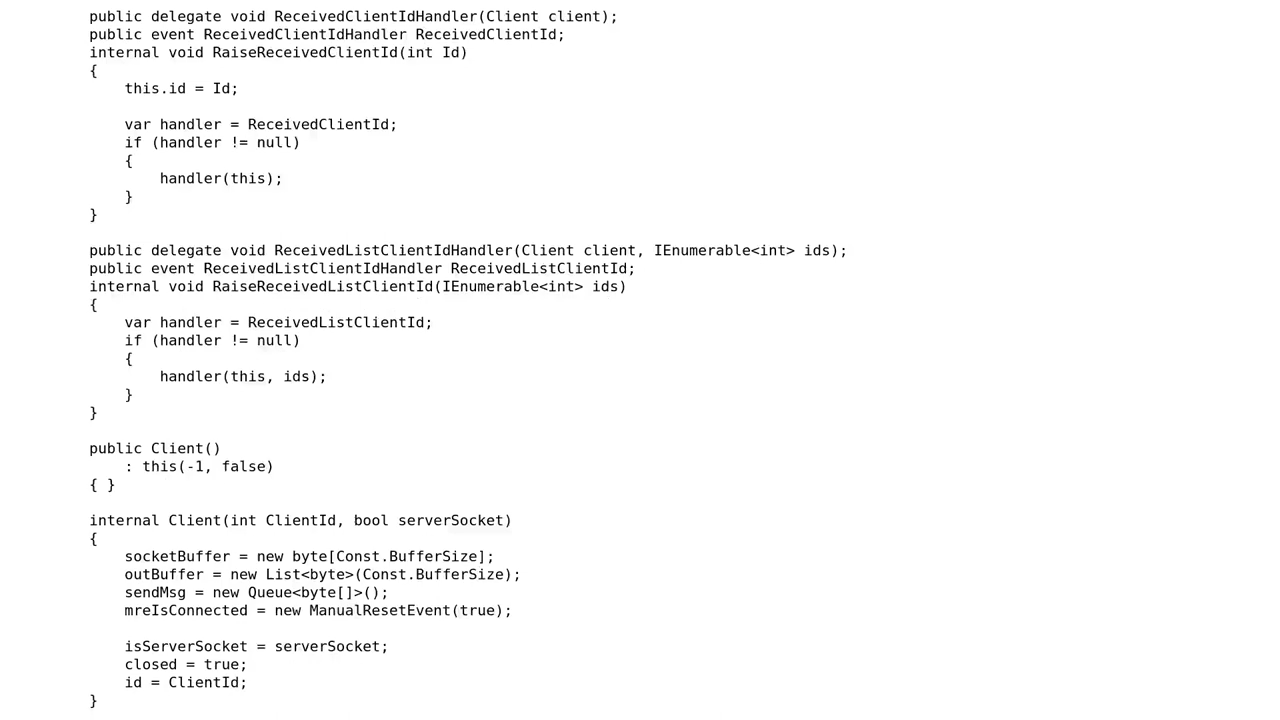 public delegate void ReceivedClientIdHandler(Client client);
public event ReceivedClientIdHandler ReceivedClientId;
internal void RaiseReceivedClientId(int Id)
{
    this.id = Id;

    var handler = ReceivedClientId;
    if (handler != null)
    {
        handler(this);
    }
}

public delegate void ReceivedListClientIdHandler(Client client, IEnumerable<int> ids);
public event ReceivedListClientIdHandler ReceivedListClientId;
internal void RaiseReceivedListClientId(IEnumerable<int> ids)
{
    var handler = ReceivedListClientId;
    if (handler != null)
    {
        handler(this, ids);
    }
}

public Client()
    : this(-1, false)
{ }

internal Client(int ClientId, bool serverSocket)
{
    socketBuffer = new byte[Const.BufferSize];
    outBuffer = new List<byte>(Const.BufferSize);
    sendMsg = new Queue<byte[]>();
    mreIsConnected = new ManualResetEvent(true);

    isServerSocket = serverSocket;
    closed = true;
    id = ClientId;
}